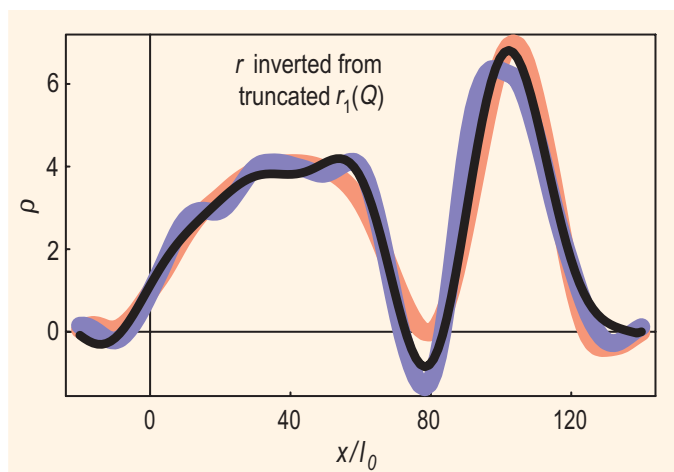 r inverted from
truncated r₁(Q)
6
4
2
0
ρ
0 40 80 120
x/l₀